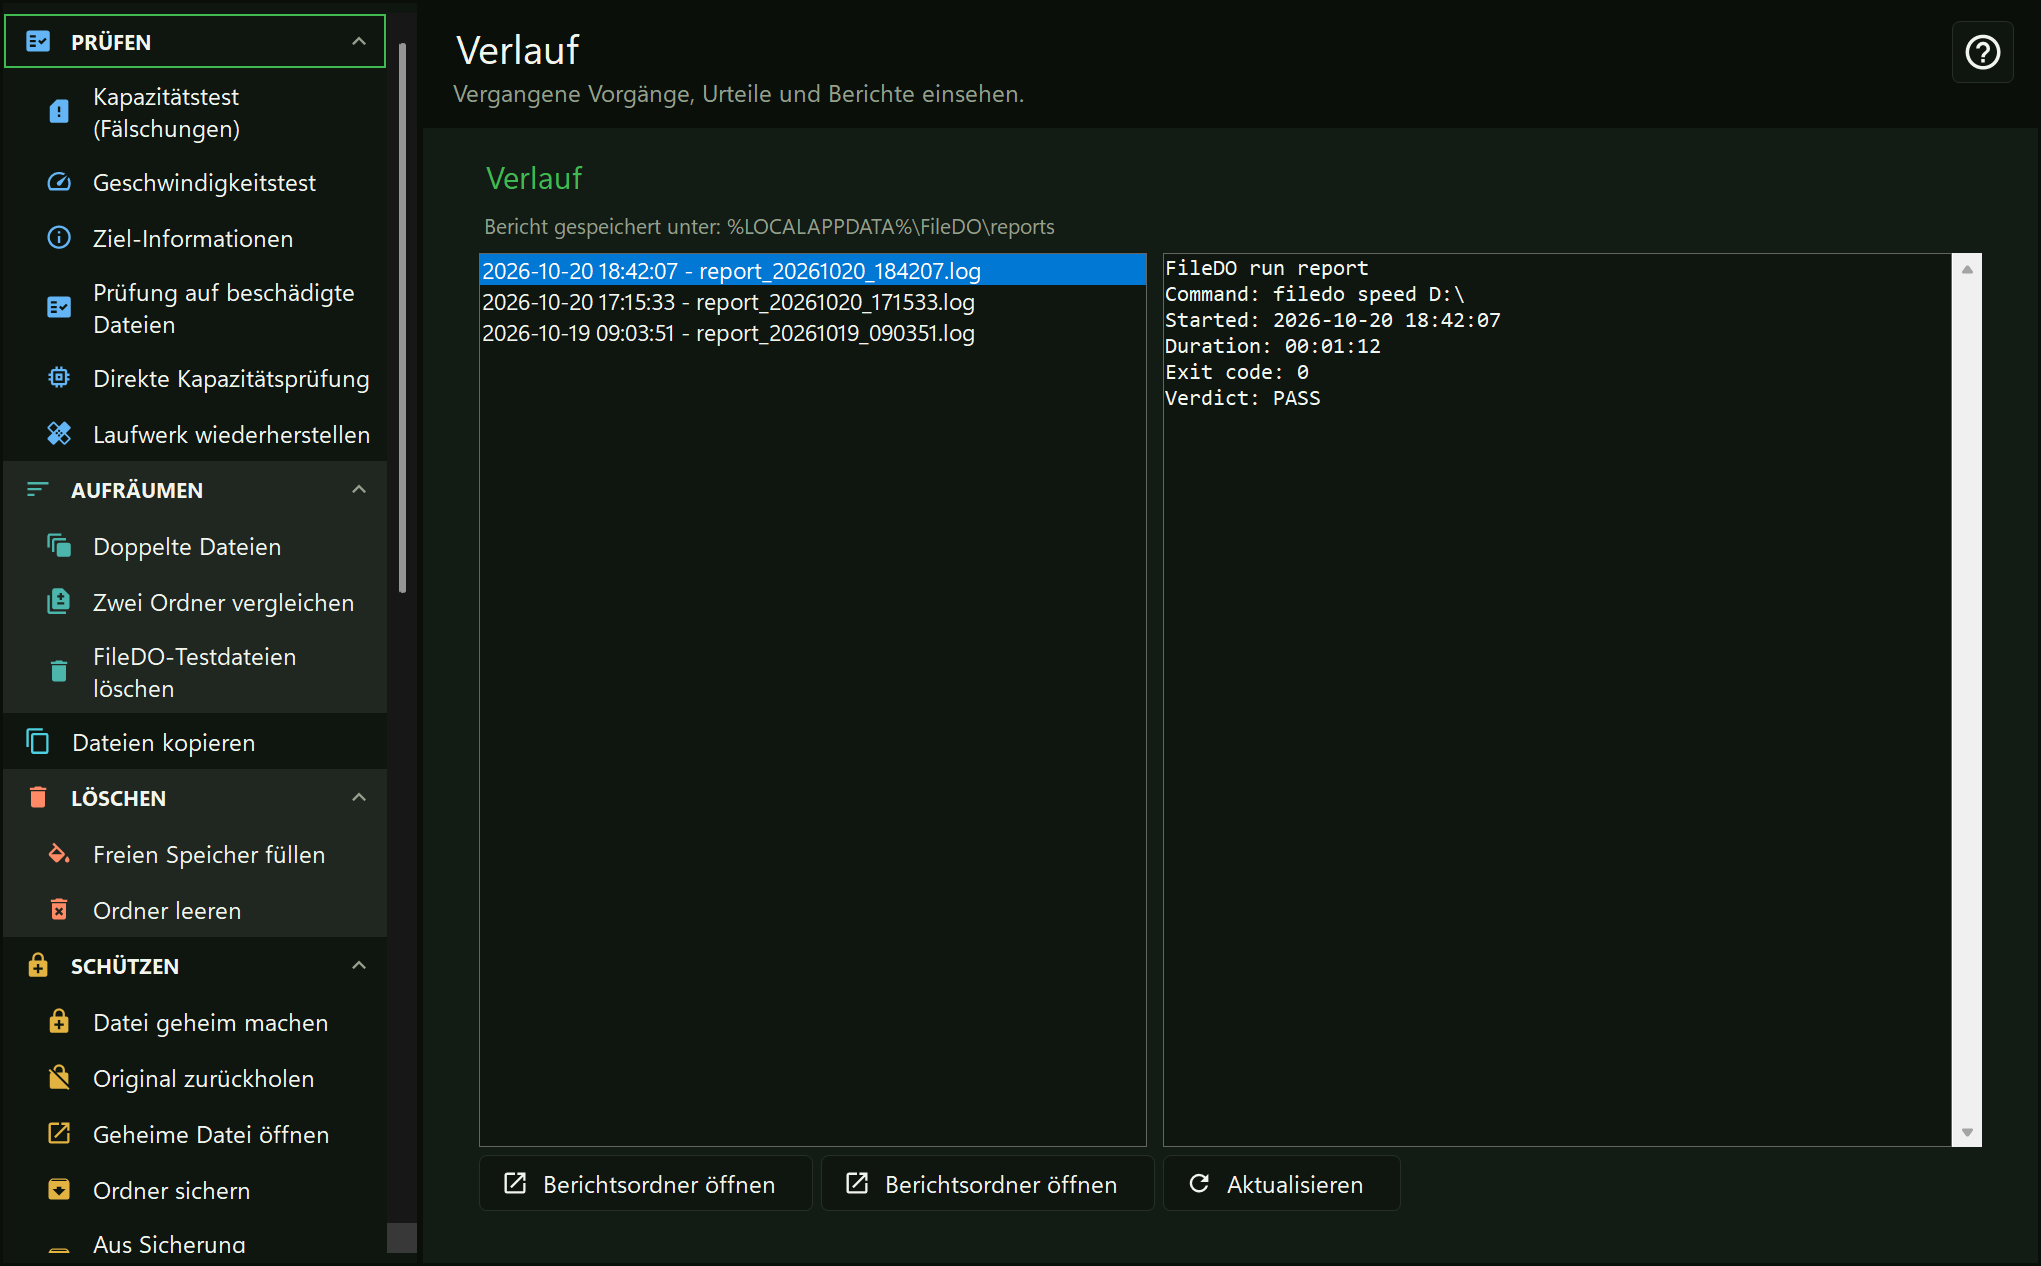 PRÜFEN
Kapazitätstest
(Fälschungen)
Geschwindigkeitstest
Ziel-Informationen
Prüfung auf beschädigte
Dateien
Direkte Kapazitätsprüfung
Laufwerk wiederherstellen
AUFRÄUMEN
Doppelte Dateien
Zwei Ordner vergleichen
FileDO-Testdateien
löschen
Dateien kopieren
LÖSCHEN
Freien Speicher füllen
Ordner leeren
SCHÜTZEN
Datei geheim machen
Original zurückholen
Geheime Datei öffnen
Ordner sichern
Aus Sicherung
Verlauf
Vergangene Vorgänge, Urteile und Berichte einsehen.
Verlauf
Bericht gespeichert unter: %LOCALAPPDATA%\FileDO\reports
2026-10-20 18:42:07 - report_20261020_184207.log
2026-10-20 17:15:33 - report_20261020_171533.log
2026-10-19 09:03:51 - report_20261019_090351.log
FileDO run report
Command: filedo speed D:\
Started: 2026-10-20 18:42:07
Duration: 00:01:12
Exit code: 0
Verdict: PASS
Berichtsordner öffnen
Berichtsordner öffnen
Aktualisieren